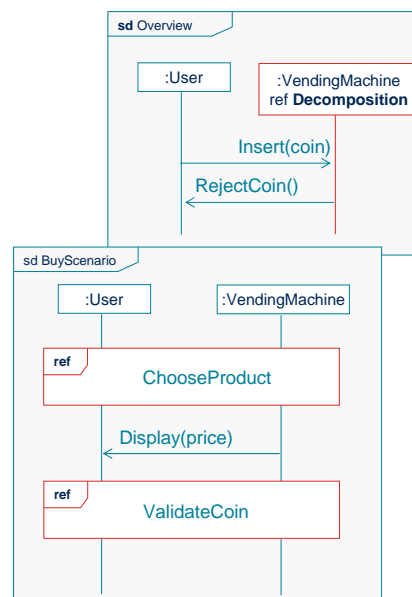 sd Overview
:User
:VendingMachine
ref Decomposition
Insert(coin)
RejectCoin()
sd BuyScenario
:User
:VendingMachine
ref
ChooseProduct
Display(price)
ref
ValidateCoin